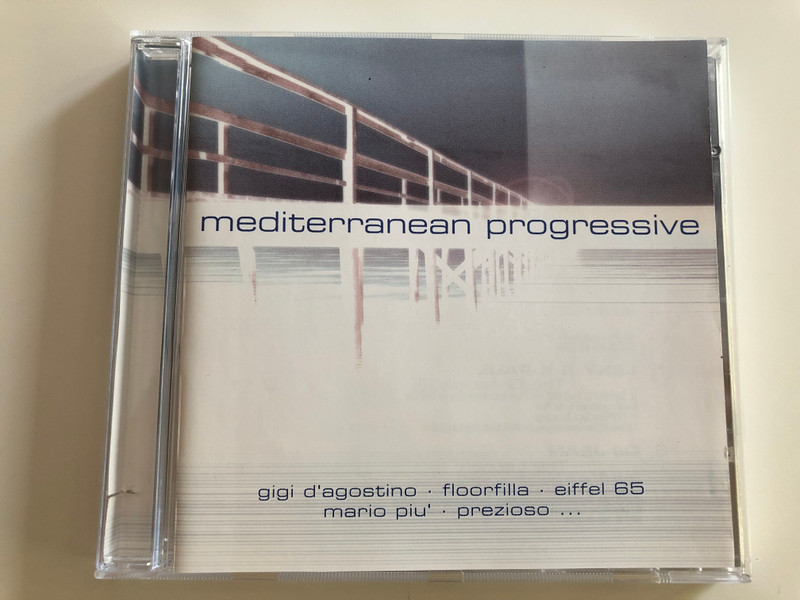 mediterranean progressive
gigi d'agostino · floorfilla · eiffel 65
mario piu' · prezioso ...